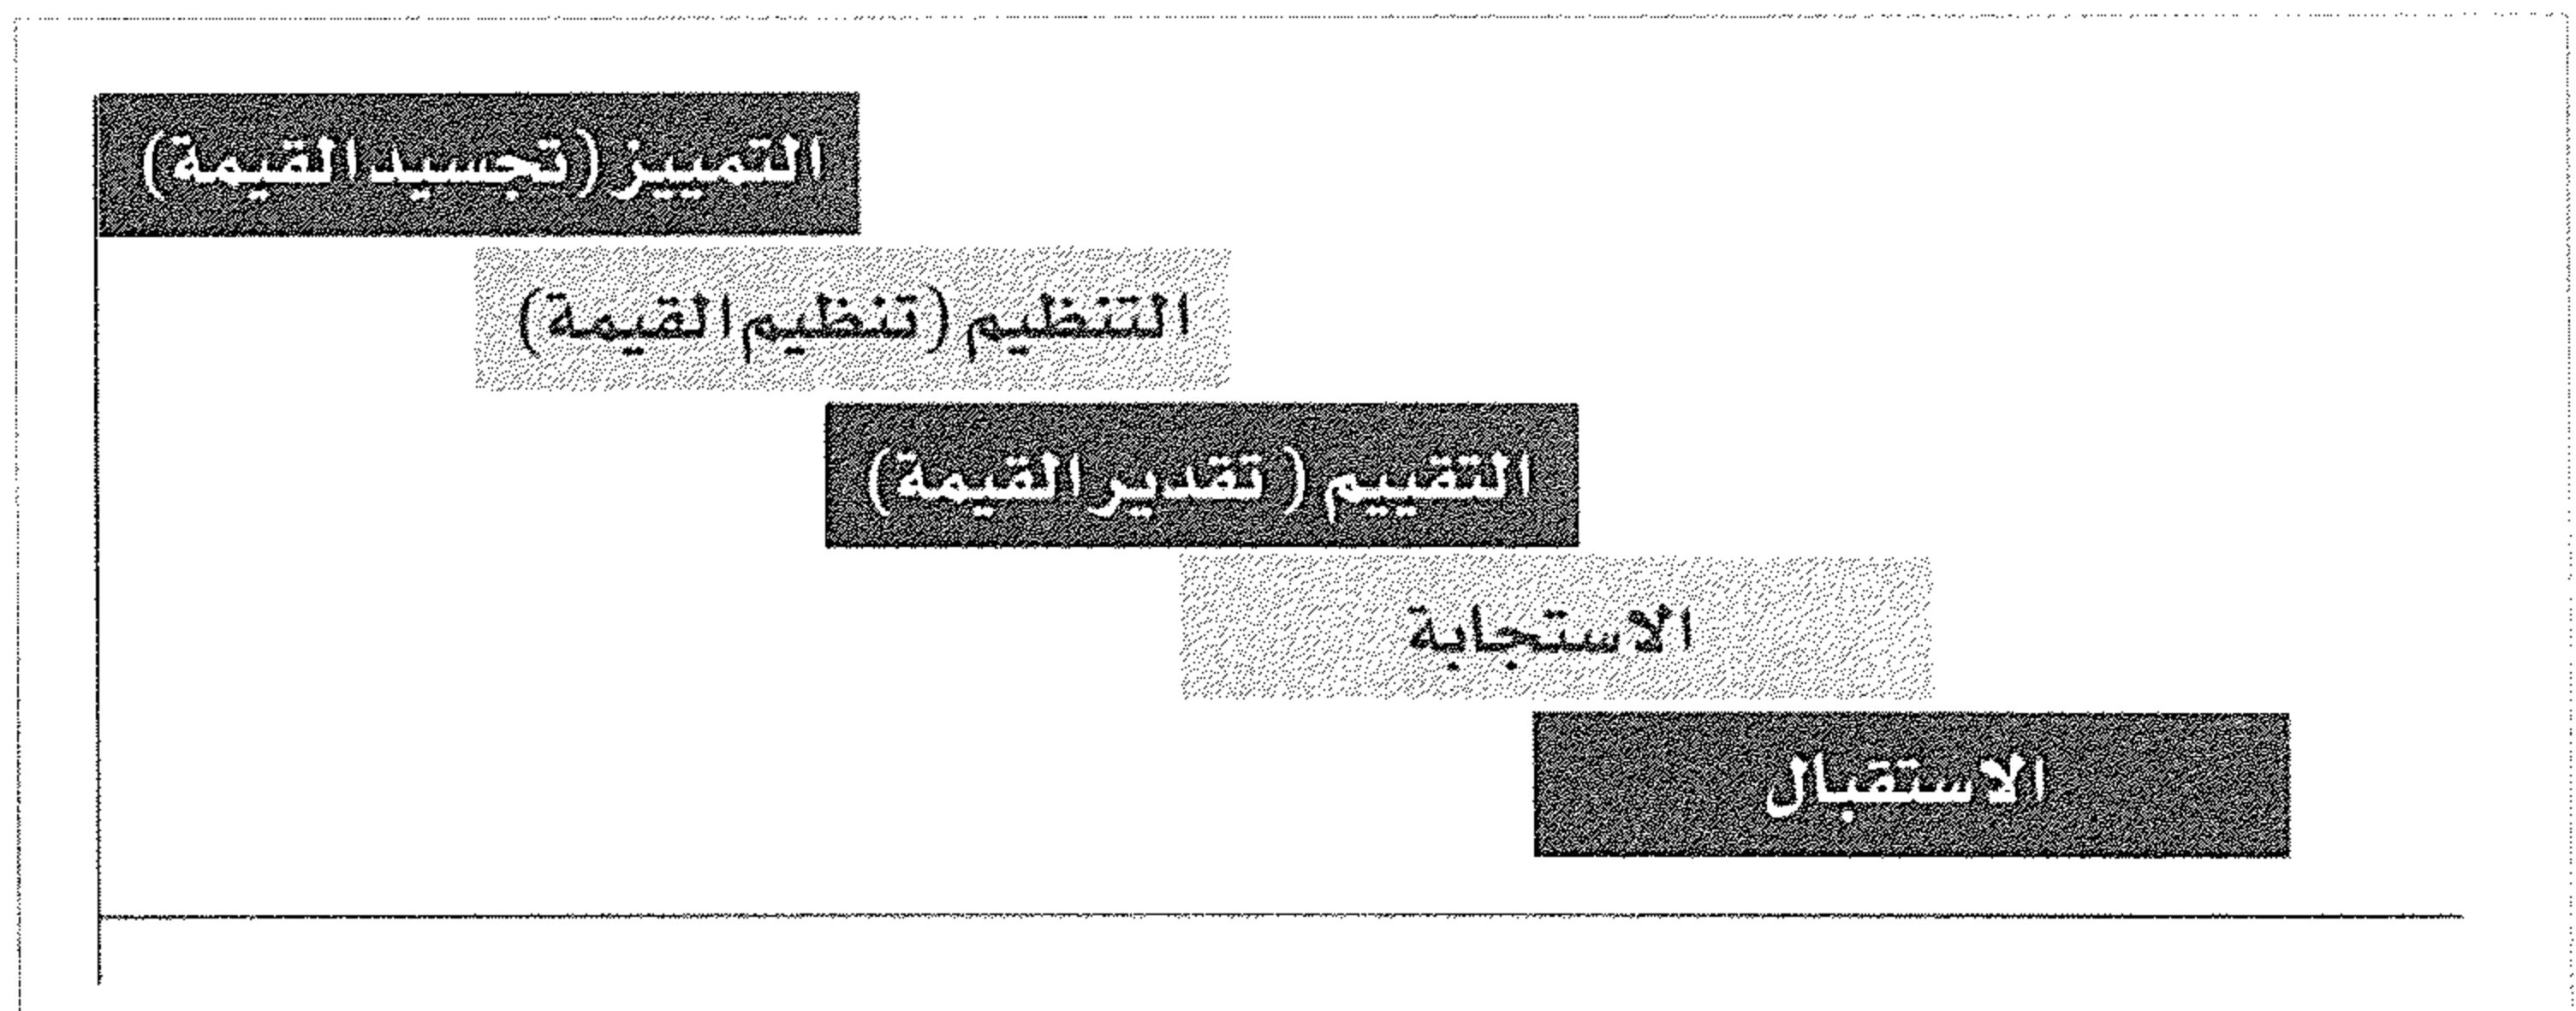 التمييز (تجسيد القيمة)
التنظيم (تنظيم القيمة)
التقييم (تقدير القيمة)
الاستجابة
الاستقبال